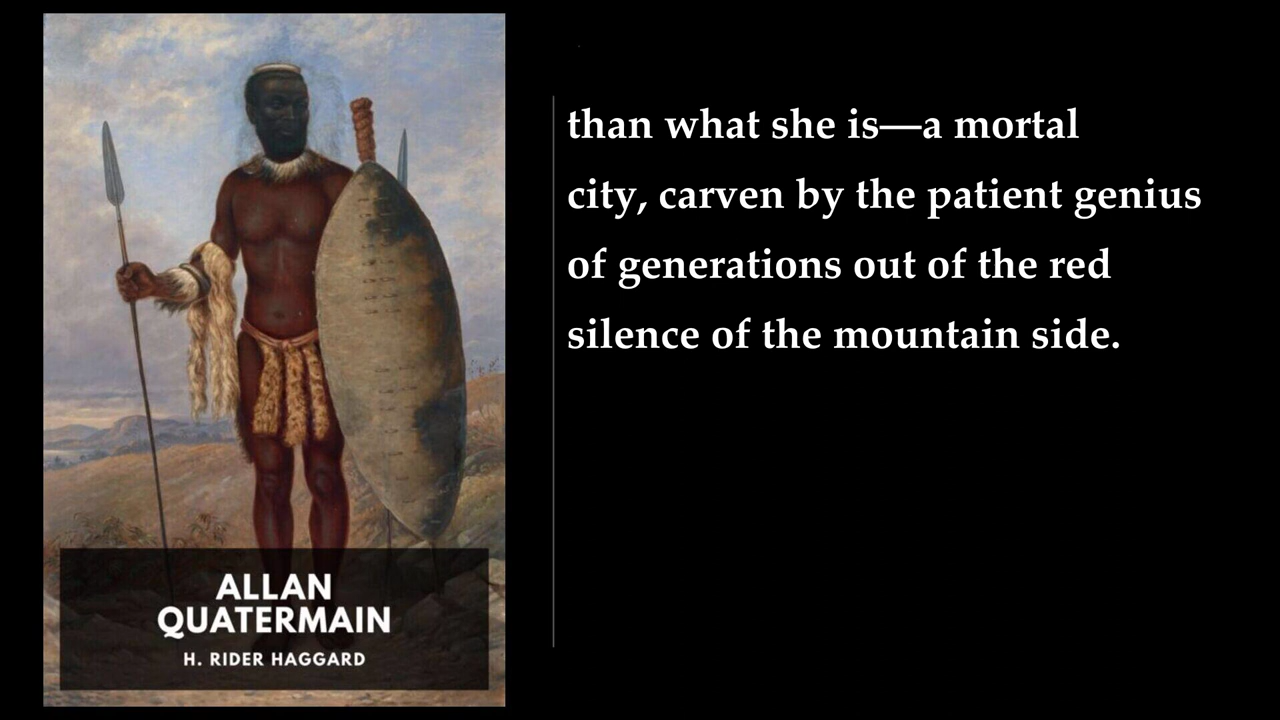 than what she is—a mortal
city, carven by the patient genius
of generations out of the red
silence of the mountain side.
ALLAN
QUATERMAIN
H. RIDER HAGGARD